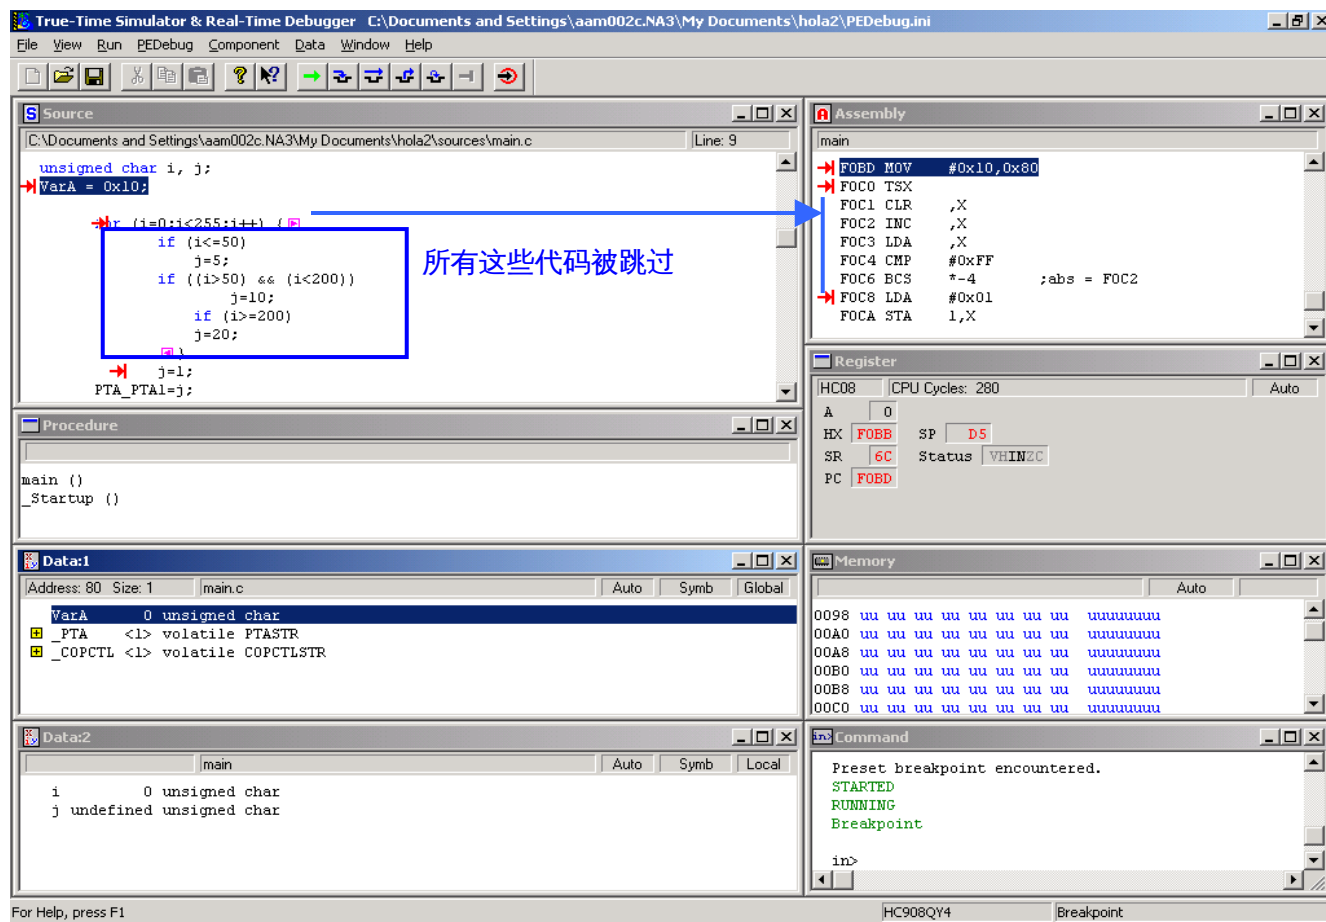 True-Time Simulator & Real-Time Debugger C:\Documents and Settings\aam002c.NA3\My Documents\hola2\PEDebug.ini
File View Run PEDebug Component Data Window Help
Source
C:\Documents and Settings\aam002c.NA3\My Documents\hola2\sources\main.c Line: 9
unsigned char i, j;
VarA = 0x10;
(i=0;i<255;i++) {
if (i<=50)
j=5;
if ((i>50) && (i<200))
j=10;
if (i>=200)
j=20;
}
j=1;
PTA_PTA1=j;
所有这些代码被跳过
Assembly
main
F0BD MOV #0x10,0x80
F0C0 TSX
F0C1 CLR ,X
F0C2 INC ,X
F0C3 LDA ,X
F0C4 CMP #0xFF
F0C6 BCS *-4 ;abs = F0C2
F0C8 LDA #0x01
F0CA STA 1,X
Register
HC08 CPU Cycles: 280 Auto
A 0
HX F0BB SP D5
SR 6C Status VHINZC
PC F0BD
Procedure
main ()
_Startup ()
Data:1
Address: 80 Size: 1 main.c Auto Symb Global
VarA 0 unsigned char
_PTA <1> volatile PTASTR
_COPCTL <1> volatile COPCTLSTR
Memory
Auto
0098 uu uu uu uu uu uu uu uu uuuuuuuu
00A0 uu uu uu uu uu uu uu uu uuuuuuuu
00A8 uu uu uu uu uu uu uu uu uuuuuuuu
00B0 uu uu uu uu uu uu uu uu uuuuuuuu
00B8 uu uu uu uu uu uu uu uu uuuuuuuu
00C0 uu uu uu uu uu uu uu uu uuuuuuuu
Data:2
main Auto Symb Local
i 0 unsigned char
j undefined unsigned char
Command
Preset breakpoint encountered.
STARTED
RUNNING
Breakpoint
in>
For Help, press F1 HC908QY4 Breakpoint